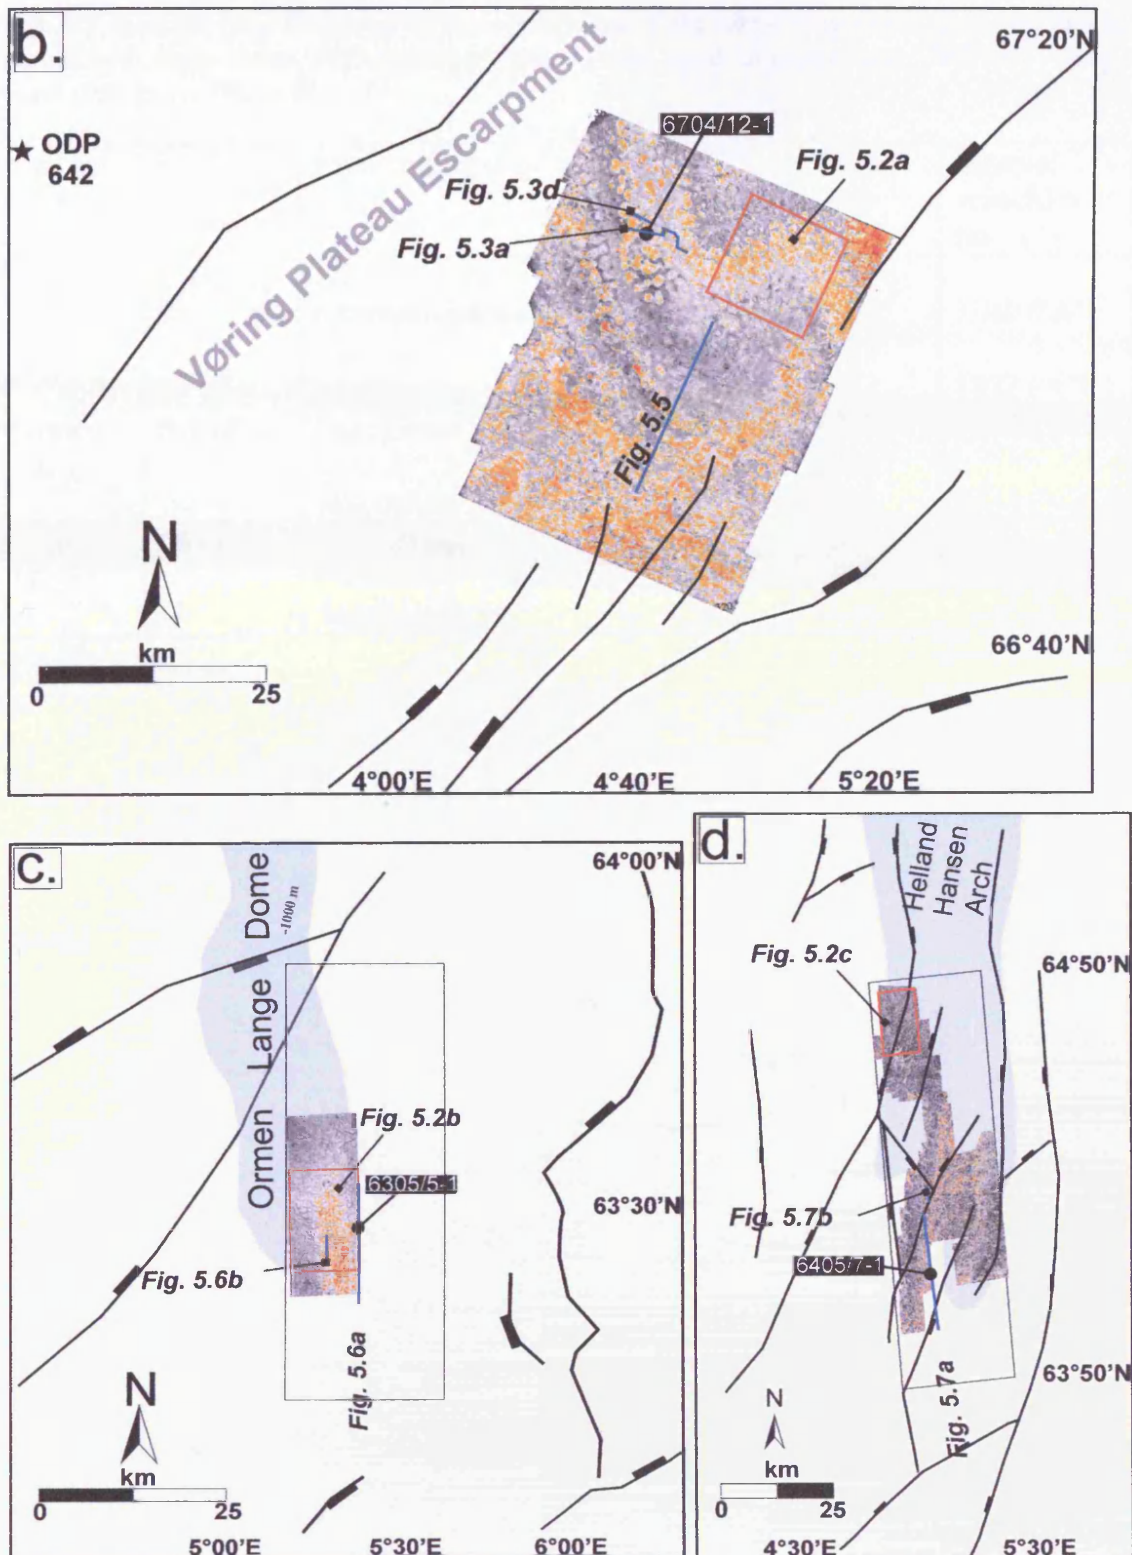 b.
67°20'N
ODP
642
Vøring Plateau Escarpment
6704/12-1
Fig. 5.2a
Fig. 5.3d
Fig. 5.3a
Fig. 5.5
N
km
0 25
66°40'N
4°00'E 4°40'E 5°20'E
c.
64°00'N
Ormen Lange Dome
-1000 m
Fig. 5.2b
6305/5-1
63°30'N
Fig. 5.6b
Fig. 5.6a
N
km
0 25
5°00'E 5°30'E 6°00'E
d.
Helland
Hansen
Arch
Fig. 5.2c
64°50'N
Fig. 5.7b
6405/7-1
63°50'N
Fig. 5.7a
N
km
0 25
4°30'E 5°30'E